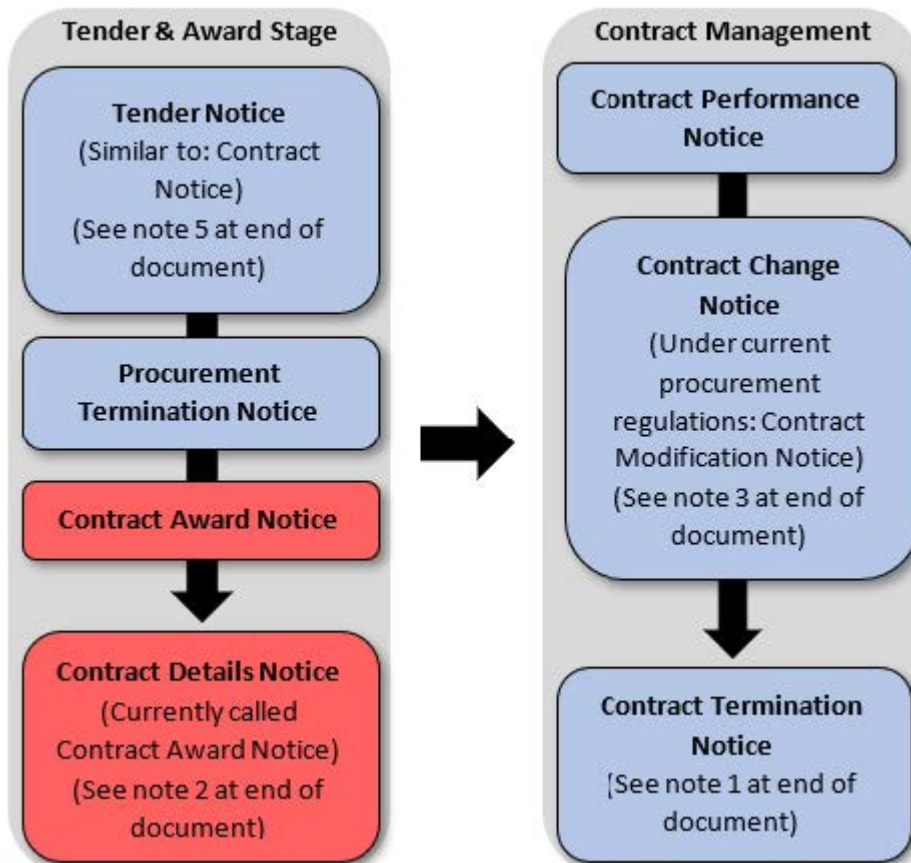 Tender & Award Stage
Tender Notice
(Similar to: Contract
Notice)
(See note 5 at end of
document)
Procurement
Termination Notice
Contract Award Notice
Contract Details Notice
(Currently called
Contract Award Notice)
(See note 2 at end of
document)
Contract Management
Contract Performance
Notice
Contract Change
Notice
(Under current
procurement
regulations: Contract
Modification Notice)
(See note 3 at end of
document)
Contract Termination
Notice
(See note 1 at end of
document)